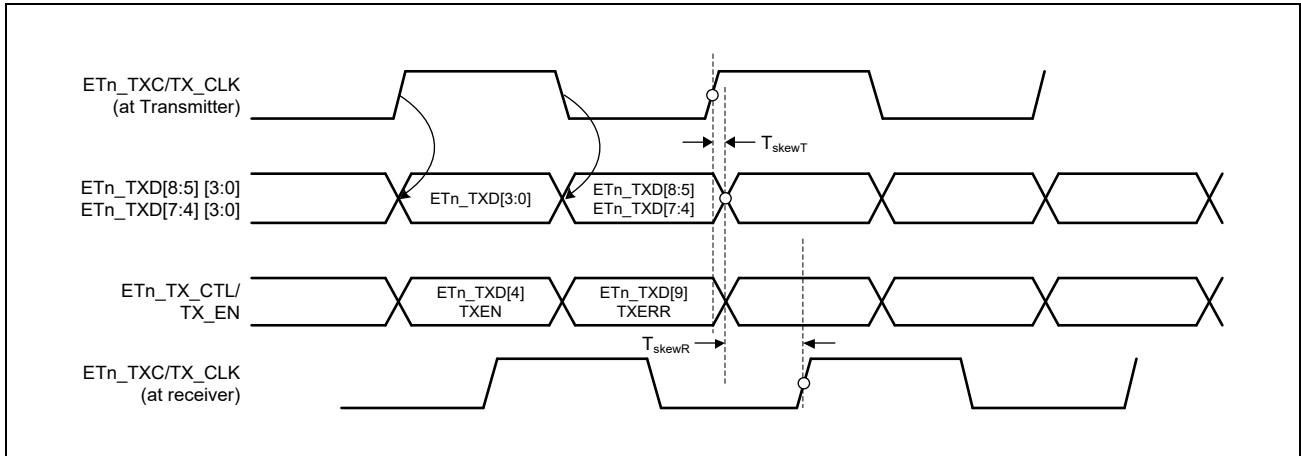 ETn_TXC/TX_CLK
(at Transmitter)
TskewT
ETn_TXD[8:5] [3:0]
ETn_TXD[7:4] [3:0]
ETn_TXD[3:0]
ETn_TXD[8:5]
ETn_TXD[7:4]
ETn_TX_CTL/
TX_EN
ETn_TXD[4]
TXEN
ETn_TXD[9]
TXERR
TskewR
ETn_TXC/TX_CLK
(at receiver)